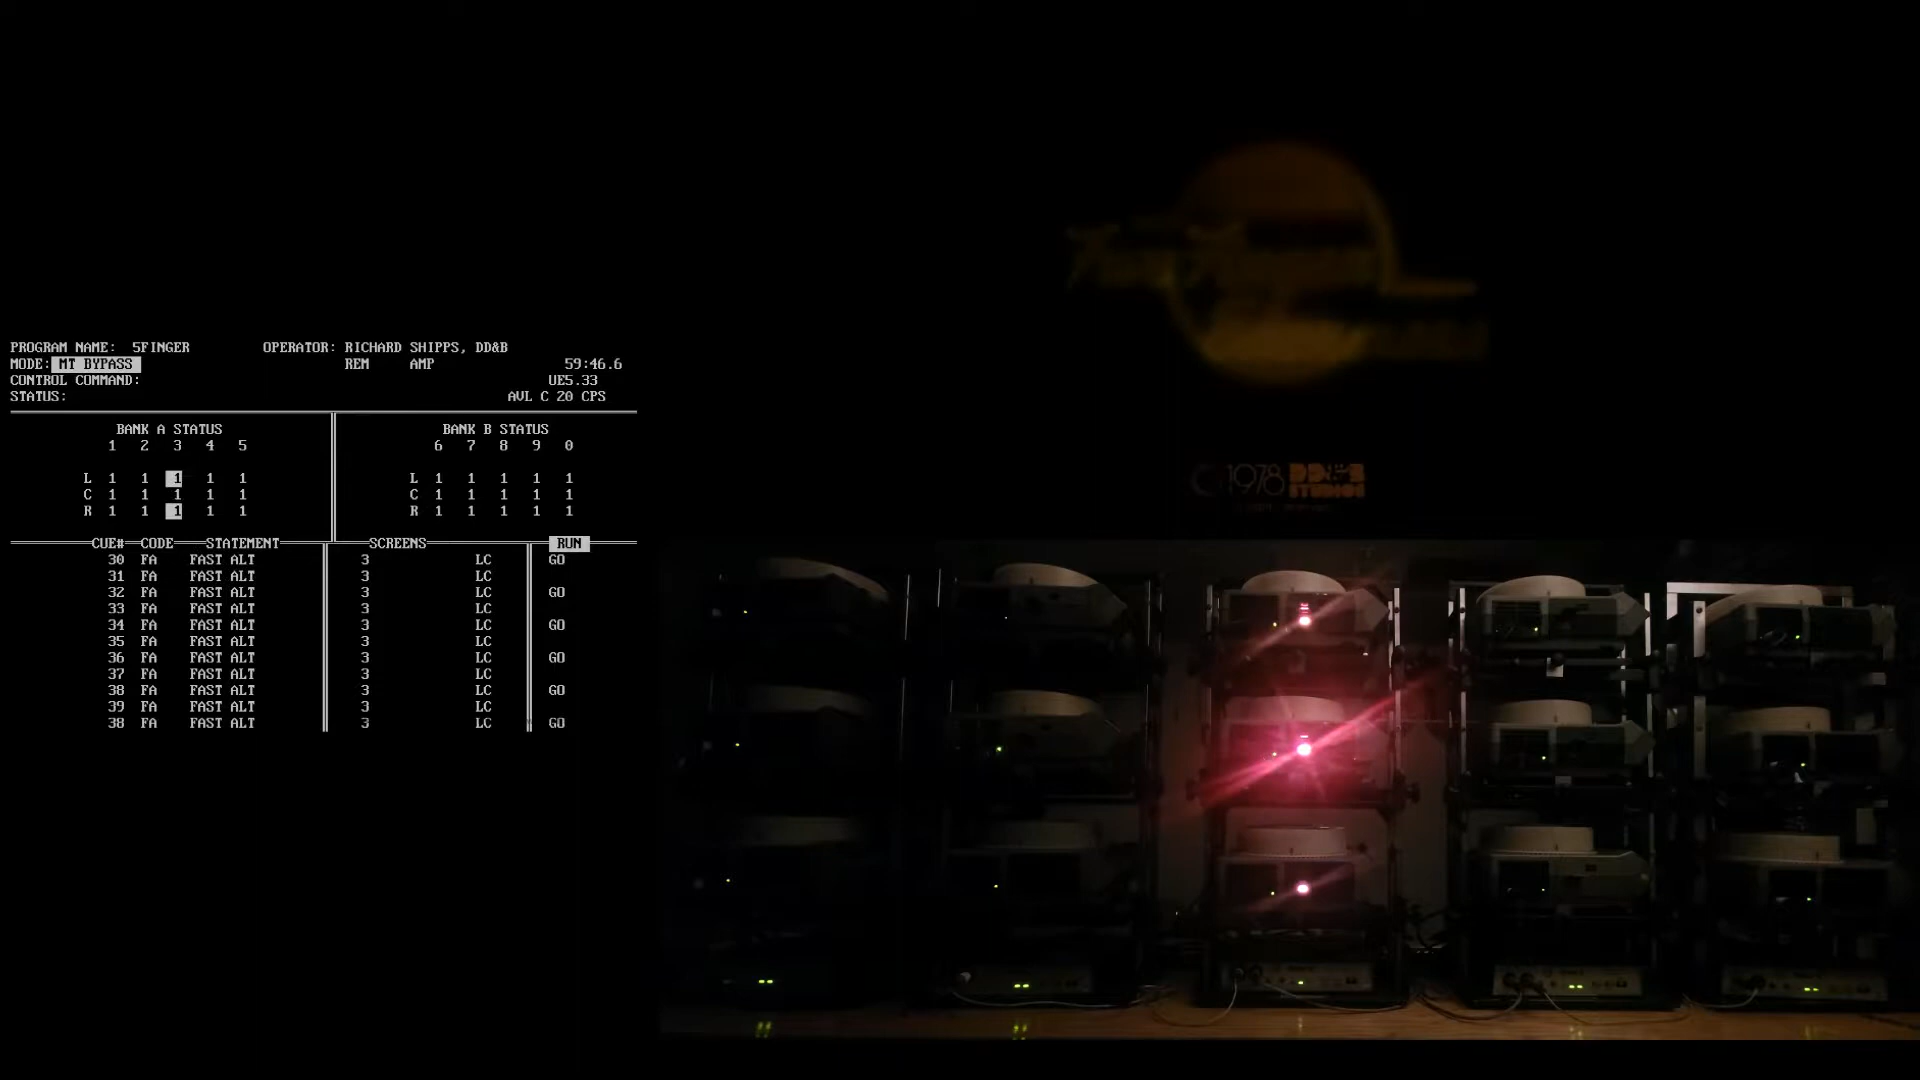 PROGRAM NAME: 5FINGER OPERATOR: RICHARD SHIPPS, DD&B
MODE: MT BYPASS REM AMP 59:46.6
CONTROL COMMAND: UE5.33
STATUS: AVL C 20 CPS
BANK A STATUS BANK B STATUS
1 2 3 4 5 6 7 8 9 0
L 1 1 1 1 1 L 1 1 1 1 1
C 1 1 1 1 1 C 1 1 1 1 1
R 1 1 1 1 1 R 1 1 1 1 1
CUE# CODE STATEMENT SCREENS RUN
30 FA FAST ALT 3 LC GO
31 FA FAST ALT 3 LC
32 FA FAST ALT 3 LC GO
33 FA FAST ALT 3 LC
34 FA FAST ALT 3 LC GO
35 FA FAST ALT 3 LC
36 FA FAST ALT 3 LC GO
37 FA FAST ALT 3 LC
38 FA FAST ALT 3 LC GO
39 FA FAST ALT 3 LC
38 FA FAST ALT 3 LC GO
© 1978 DD&B
STUDIOS